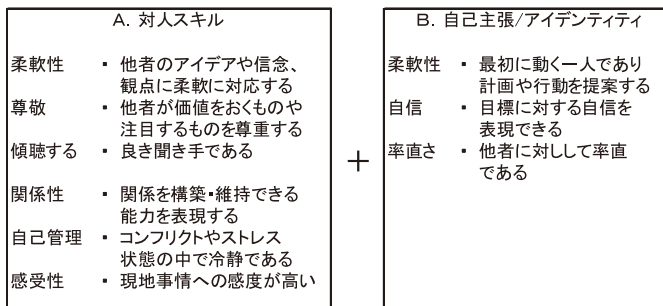 A. 対人スキル
柔軟性 ・ 他者のアイデアや信念、
観点に柔軟に対応する
尊敬 ・ 他者が価値をおくものや
注目するものを尊重する
傾聴する ・ 良き聞き手である
関係性 ・ 関係を構築・維持できる
能力を表現する
自己管理 ・ コンフリクトやストレス
状態の中で冷静である
感受性 ・ 現地事情への感度が高い
+
B. 自己主張/アイデンティティ
柔軟性 ・ 最初に動く一人であり
計画や行動を提案する
自信 ・ 目標に対する自信を
表現できる
率直さ ・ 他者に対しして率直
である